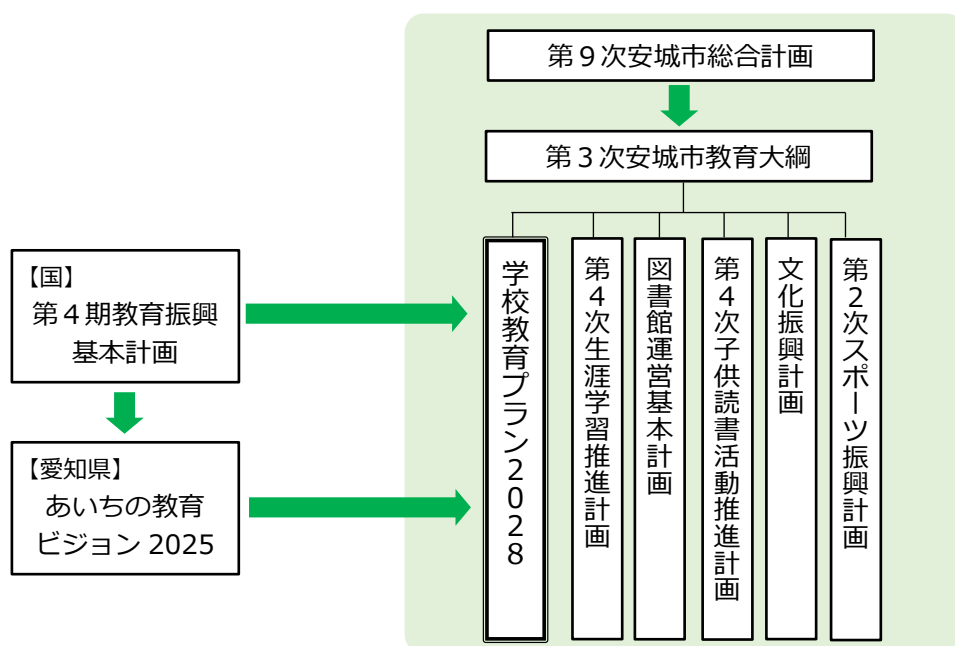 第9次安城市総合計画
第3次安城市教育大綱
【国】
第4期教育振興
基本計画
【愛知県】
あいちの教育
ビジョン 2025
学校教育プラン2028
第4次生涯学習推進計画
図書館運営基本計画
第4次子供読書活動推進計画
文化振興計画
第2次スポーツ振興計画